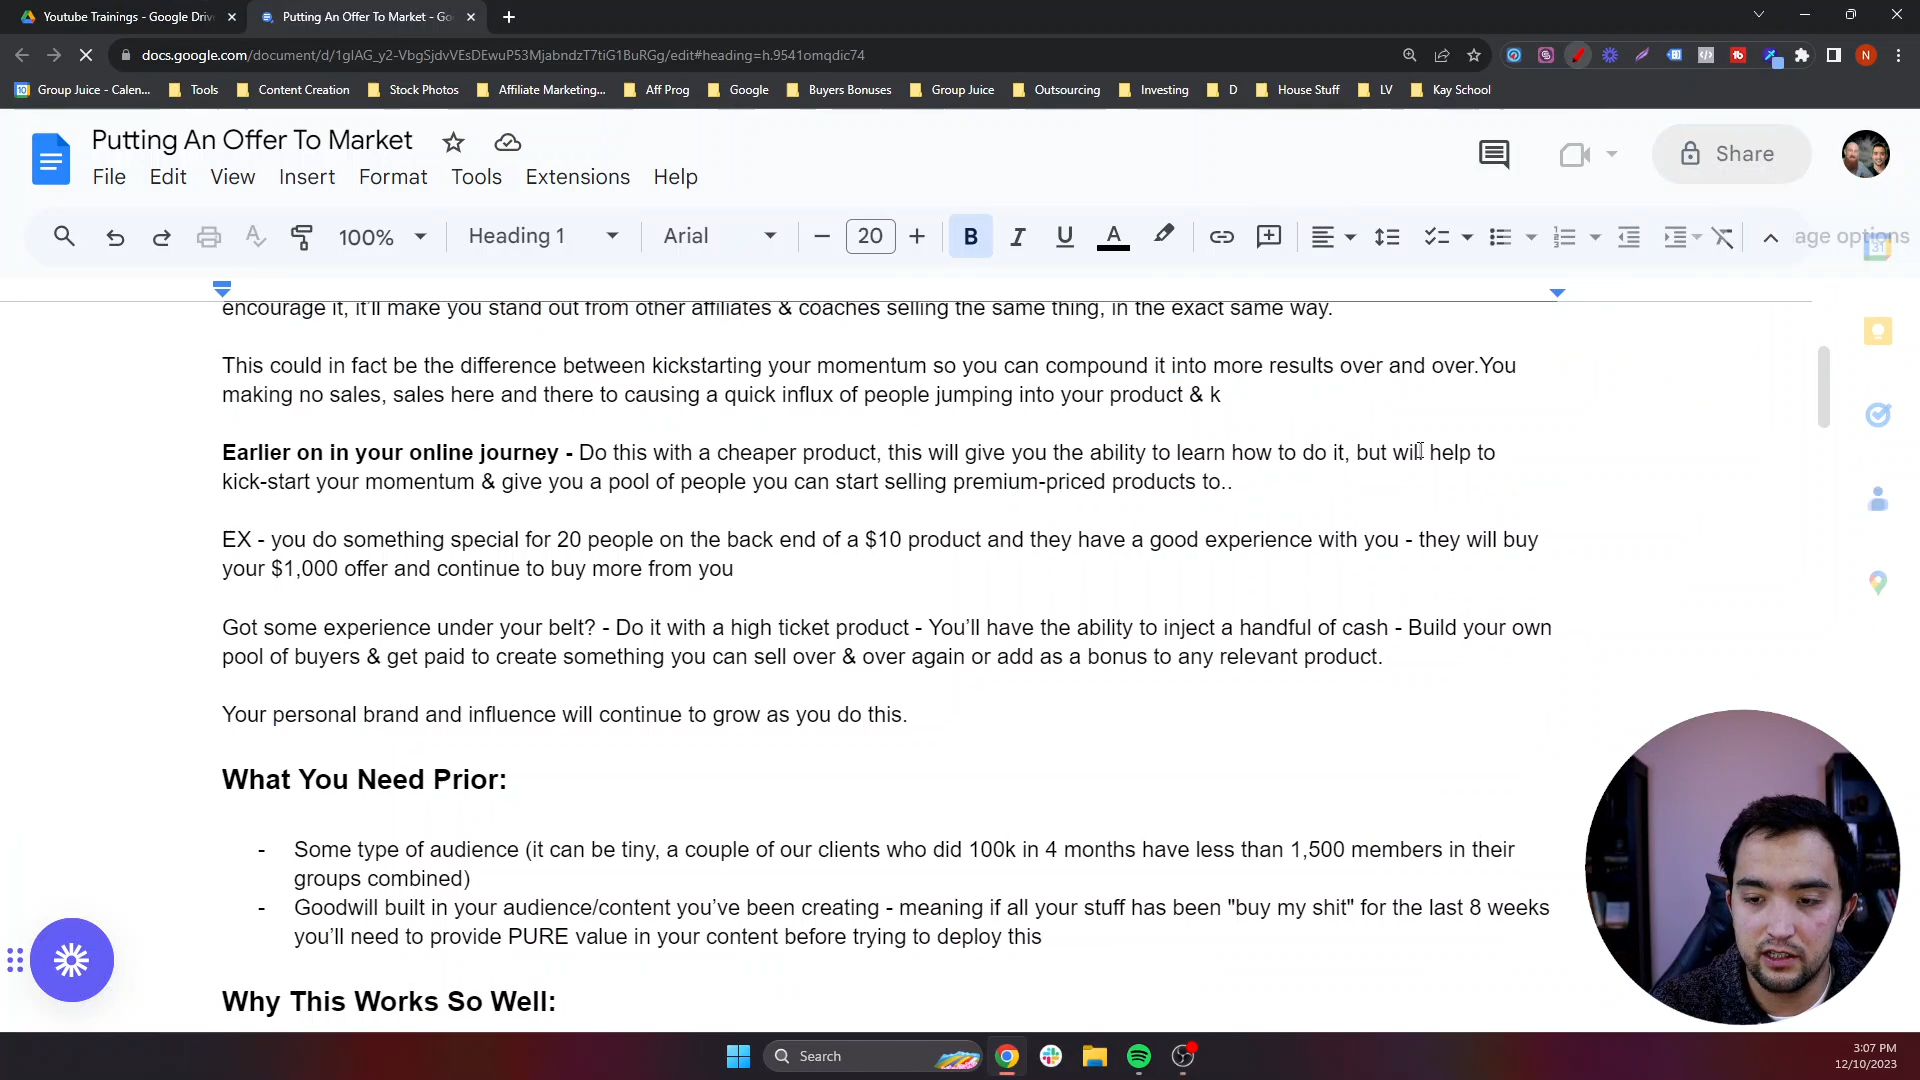 Youtube Trainings - Google Driv
Putting An Offer To Market - Go
docs.google.com/document/d/1glAG_y2-VbgSjdvVEsDEwuP53MjabndzT7tiG1BuRGg/edit#heading=h.9541omqdic74
Group Juice - Calen...
Tools
Content Creation
Stock Photos
Affiliate Marketing...
Aff Prog
Google
Buyers Bonuses
Group Juice
Outsourcing
Investing
D
House Stuff
LV
Kay School
Putting An Offer To Market
Share
File Edit View Insert Format Tools Extensions Help
100% Heading 1 Arial 20 B I U A age options
encourage it, it'll make you stand out from other affiliates & coaches selling the same thing, in the exact same way.
This could in fact be the difference between kickstarting your momentum so you can compound it into more results over and over.You
making no sales, sales here and there to causing a quick influx of people jumping into your product & k
Earlier on in your online journey - Do this with a cheaper product, this will give you the ability to learn how to do it, but will help to
kick-start your momentum & give you a pool of people you can start selling premium-priced products to..
EX - you do something special for 20 people on the back end of a $10 product and they have a good experience with you - they will buy
your $1,000 offer and continue to buy more from you
Got some experience under your belt? - Do it with a high ticket product - You'll have the ability to inject a handful of cash - Build your own
pool of buyers & get paid to create something you can sell over & over again or add as a bonus to any relevant product.
Your personal brand and influence will continue to grow as you do this.
What You Need Prior:
- Some type of audience (it can be tiny, a couple of our clients who did 100k in 4 months have less than 1,500 members in their
groups combined)
- Goodwill built in your audience/content you've been creating - meaning if all your stuff has been "buy my shit" for the last 8 weeks
you'll need to provide PURE value in your content before trying to deploy this
Why This Works So Well:
Search
3:07 PM
12/10/2023